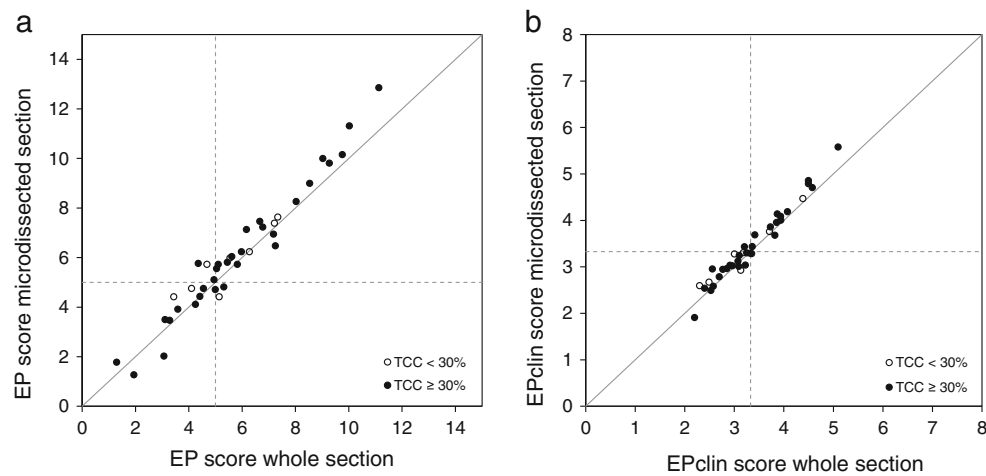 a
EP score microdissected section
14
12
10
8
6
4
2
0
0 2 4 6 8 10 12 14
EP score whole section
○ TCC < 30%
● TCC ≥ 30%
b
EPclin score microdissected section
8
7
6
5
4
3
2
1
0
0 1 2 3 4 5 6 7 8
EPclin score whole section
○ TCC < 30%
● TCC ≥ 30%